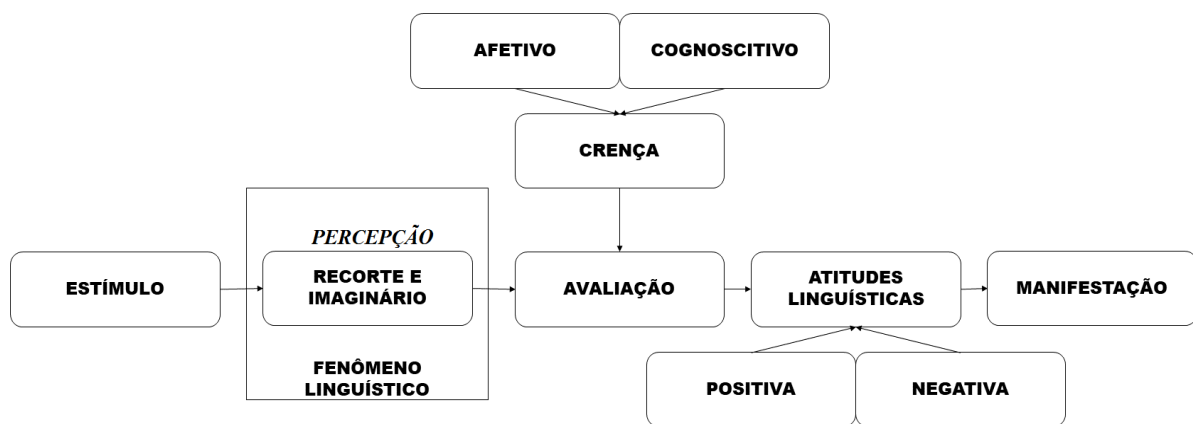 AFETIVO
COGNOSCITIVO
CRENÇA
PERCEPÇÃO
ESTÍMULO
RECORTE E
IMAGINÁRIO
AVALIAÇÃO
ATITUDES
LINGUÍSTICAS
MANIFESTAÇÃO
FENÔMENO
LINGUÍSTICO
POSITIVA
NEGATIVA